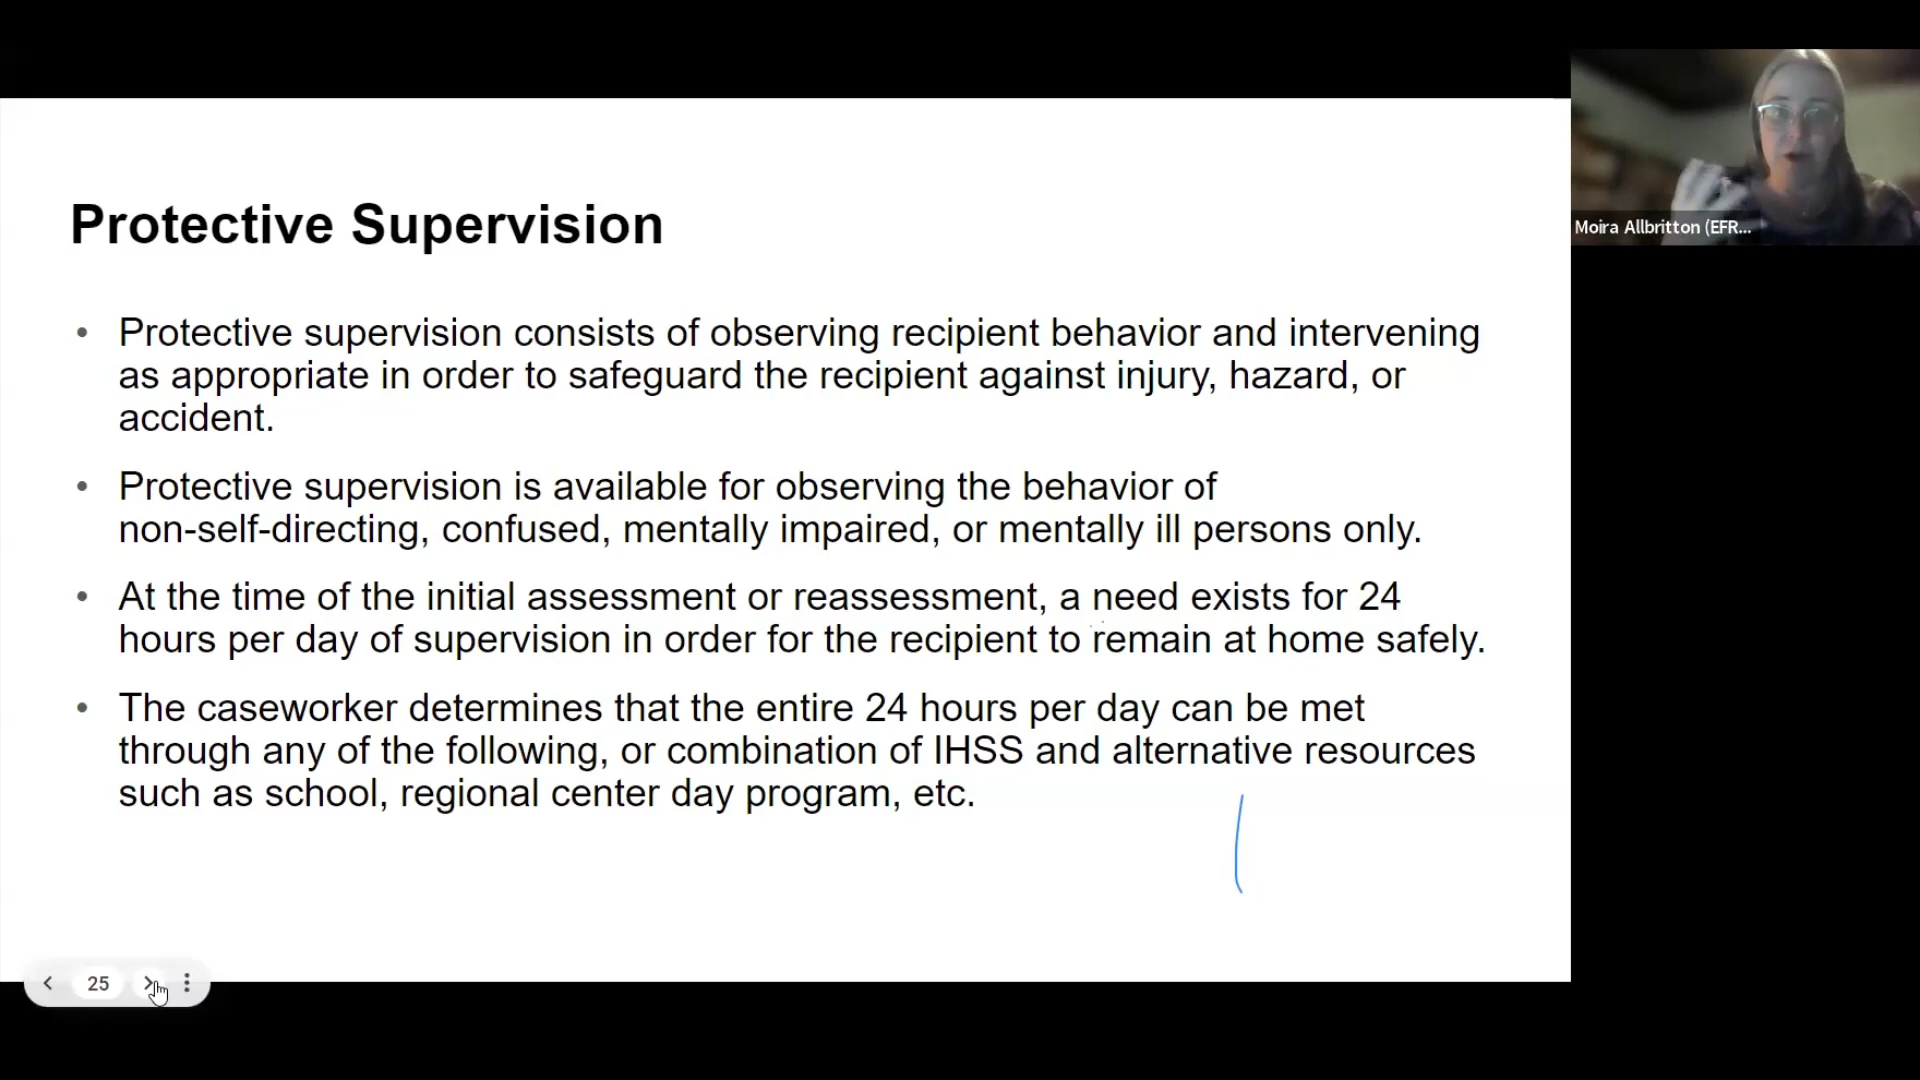 Protective Supervision
• Protective supervision consists of observing recipient behavior and intervening
as appropriate in order to safeguard the recipient against injury, hazard, or
accident.
• Protective supervision is available for observing the behavior of
non-self-directing, confused, mentally impaired, or mentally ill persons only.
• At the time of the initial assessment or reassessment, a need exists for 24
hours per day of supervision in order for the recipient to remain at home safely.
• The caseworker determines that the entire 24 hours per day can be met
through any of the following, or combination of IHSS and alternative resources
such as school, regional center day program, etc.
25
Moira Allbritton (EFR...